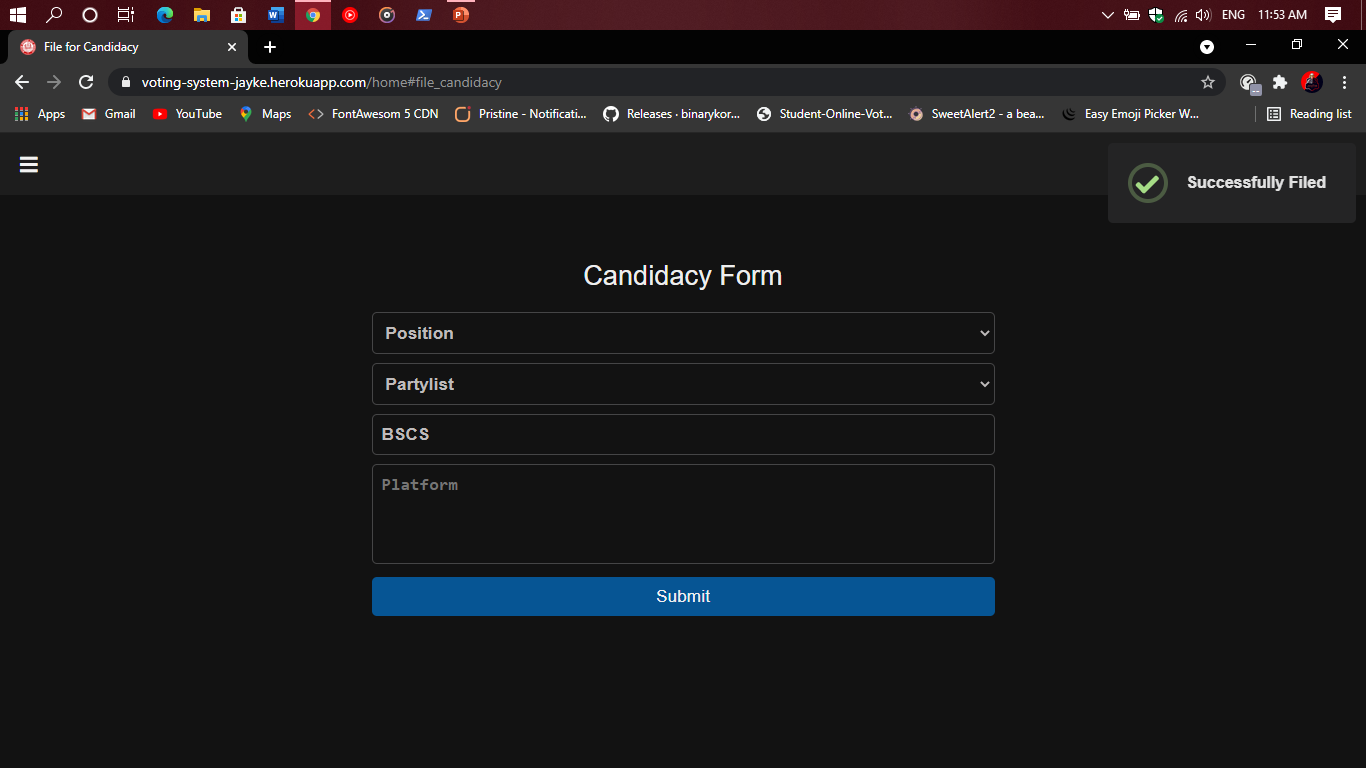 ENG 11:53 AM
File for Candidacy
voting-system-jayke.herokuapp.com/home#file_candidacy
Apps Gmail YouTube Maps FontAwesom 5 CDN Pristine - Notificati... Releases · binarykor... Student-Online-Vot... SweetAlert2 - a bea... Easy Emoji Picker W... Reading list
Successfully Filed
Candidacy Form
Position
Partylist
BSCS
Platform
Submit